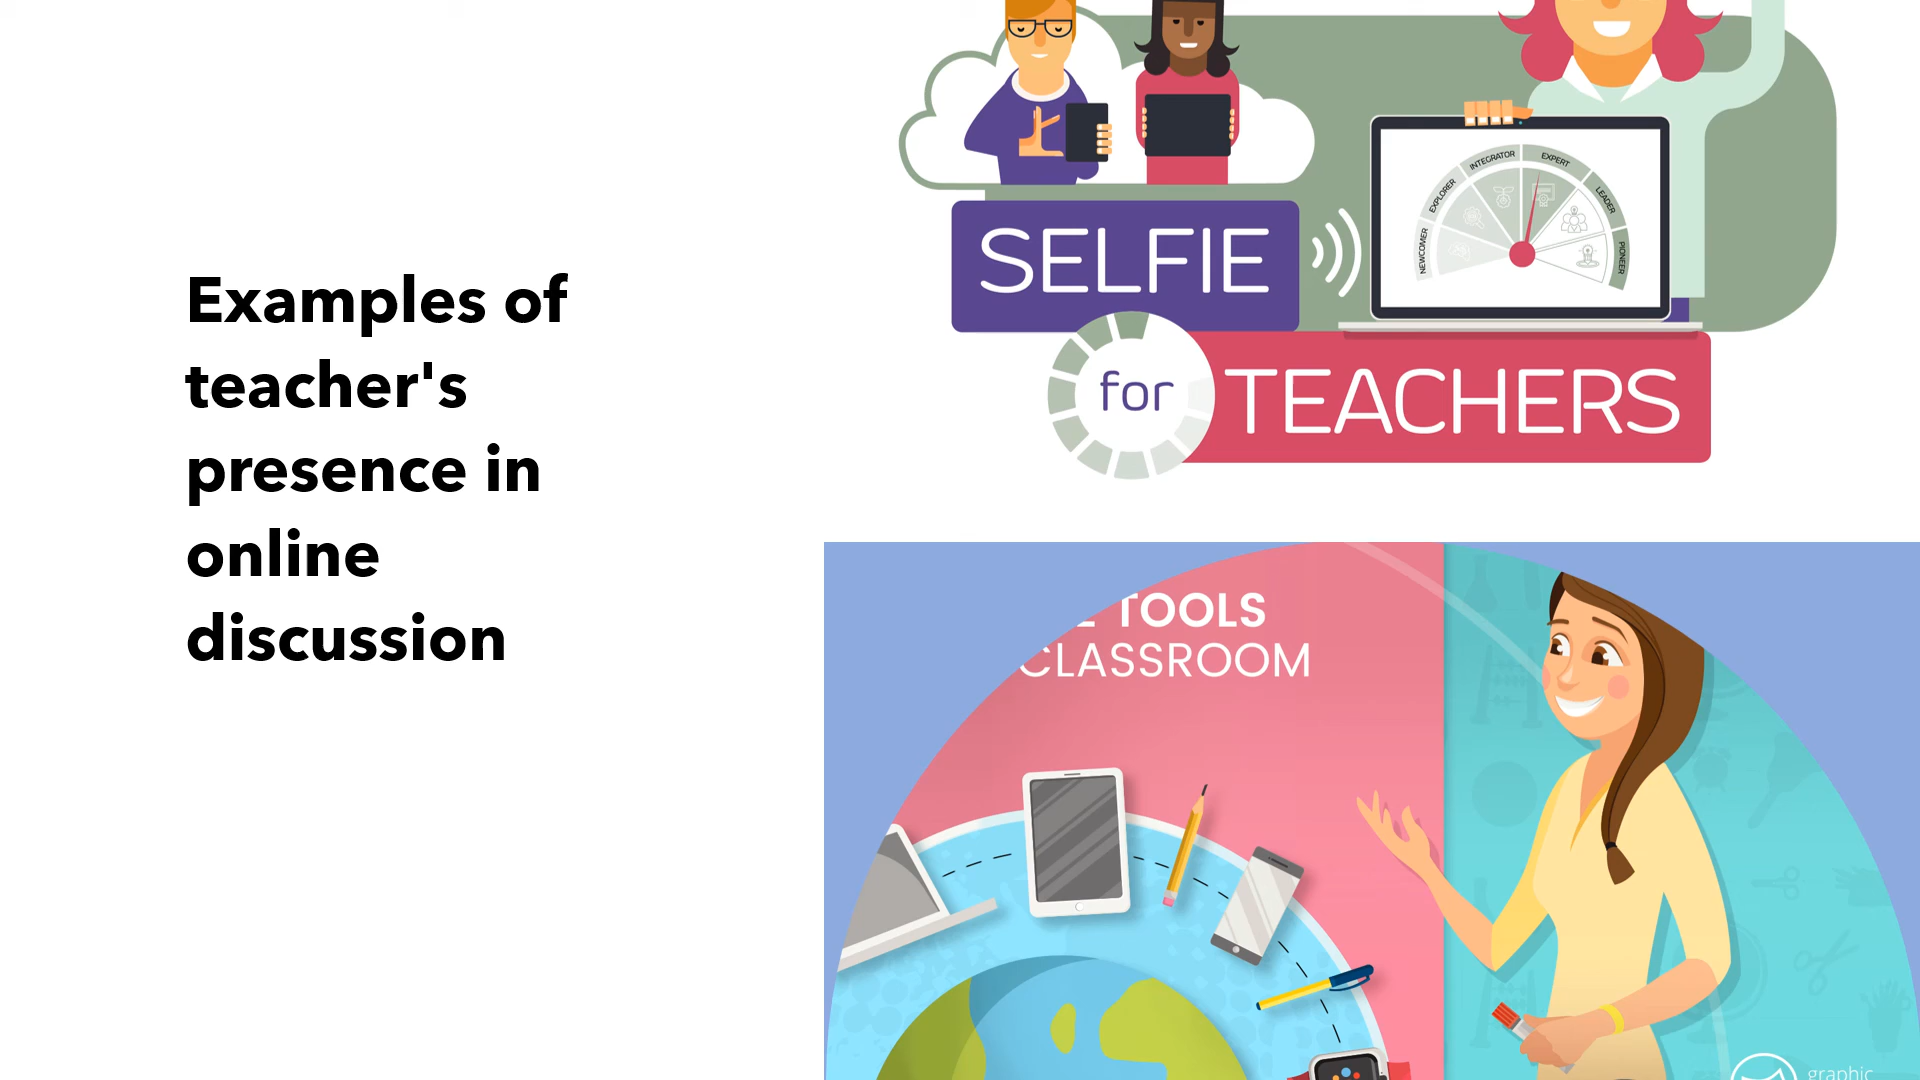 Examples of
teacher's
presence in
online
discussion
SELFIE
for
TEACHERS
NEWCOMER
EXPLORER
INTEGRATOR
EXPERT
LEADER
PIONEER
TOOLS
CLASSROOM
graphic